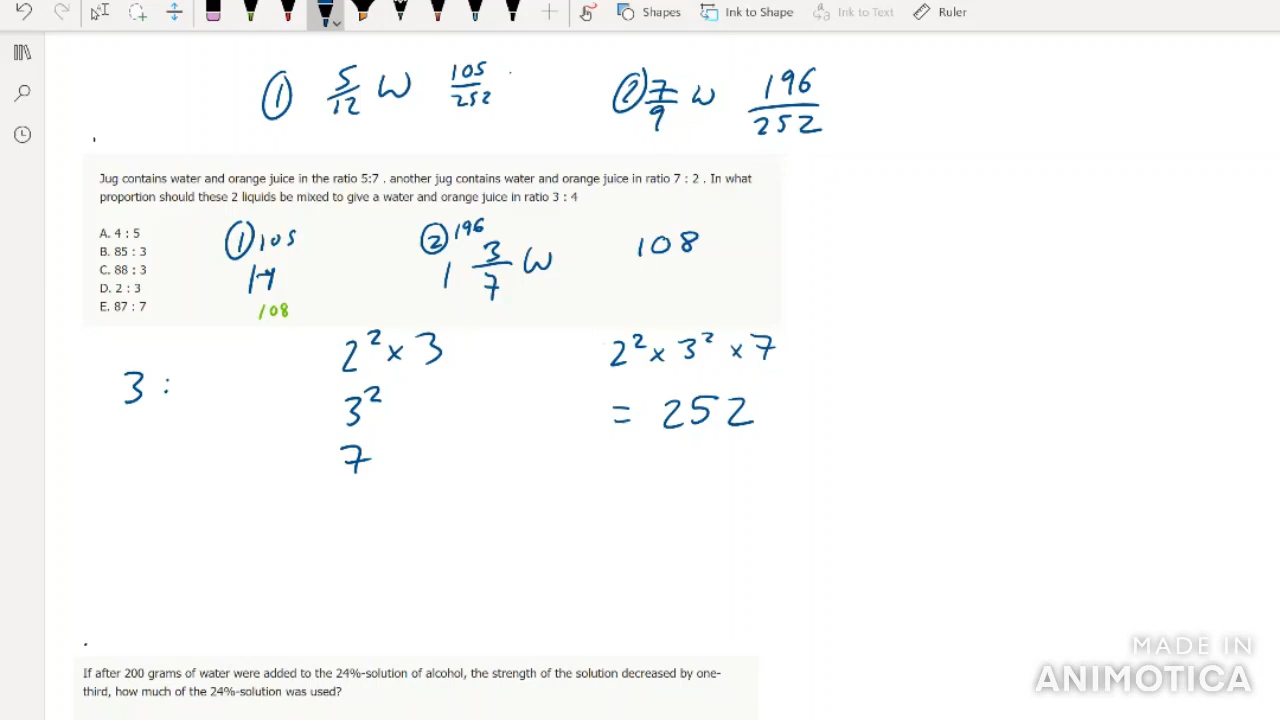 Shapes Ink to Shape Ink to Text Ruler
① 5/12 W 105/252 ② 7/9 W 196/252
Jug contains water and orange juice in the ratio 5:7 . another jug contains water and orange juice in ratio 7 : 2 . In what
proportion should these 2 liquids be mixed to give a water and orange juice in ratio 3 : 4
A. 4 : 5
B. 85 : 3
C. 88 : 3
D. 2 : 3
E. 87 : 7
① 105 ② 196 108
1 3/7 W
108
2² × 3 2² × 3² × 7
3 :
3² = 252
7
If after 200 grams of water were added to the 24%-solution of alcohol, the strength of the solution decreased by one-
third, how much of the 24%-solution was used?
MADE IN
ANIMOTICA